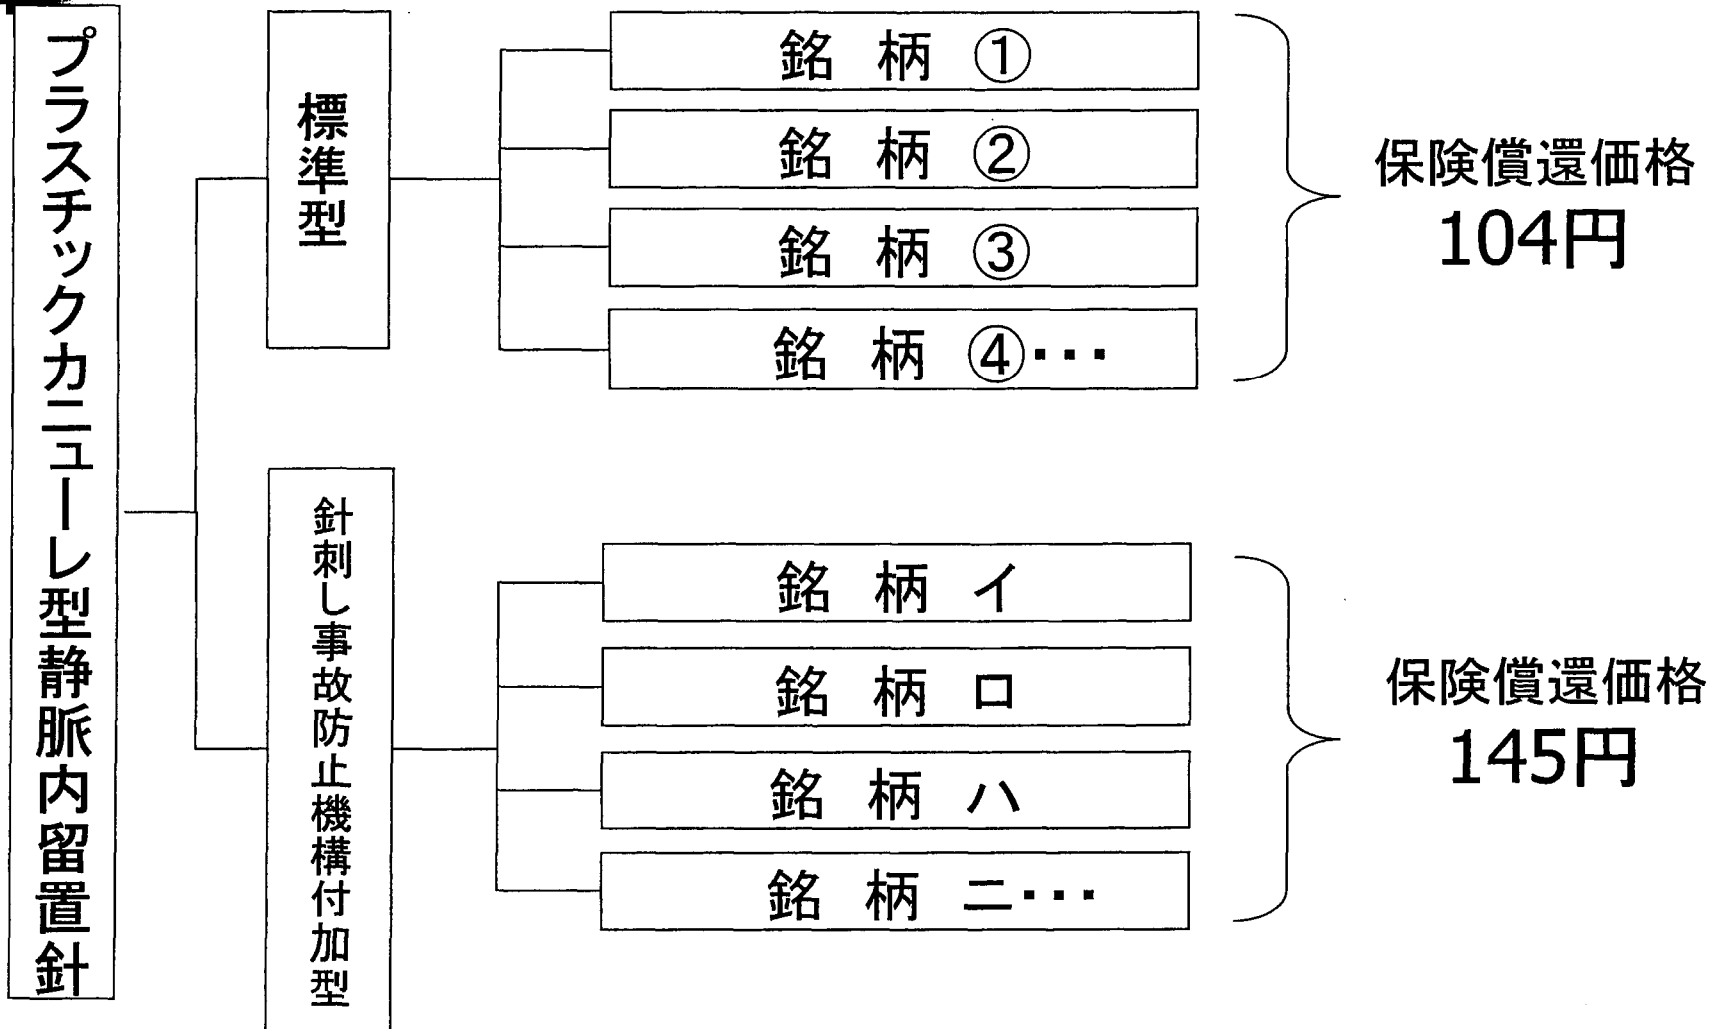 プラスチックカニューレ型静脈内留置針
標準型
銘柄 ①
銘柄 ②
銘柄 ③
銘柄 ④・・・
保険償還価格
104円
針刺し事故防止機構付加型
銘柄 イ
銘柄 ロ
銘柄 ハ
銘柄 ニ・・・
保険償還価格
145円